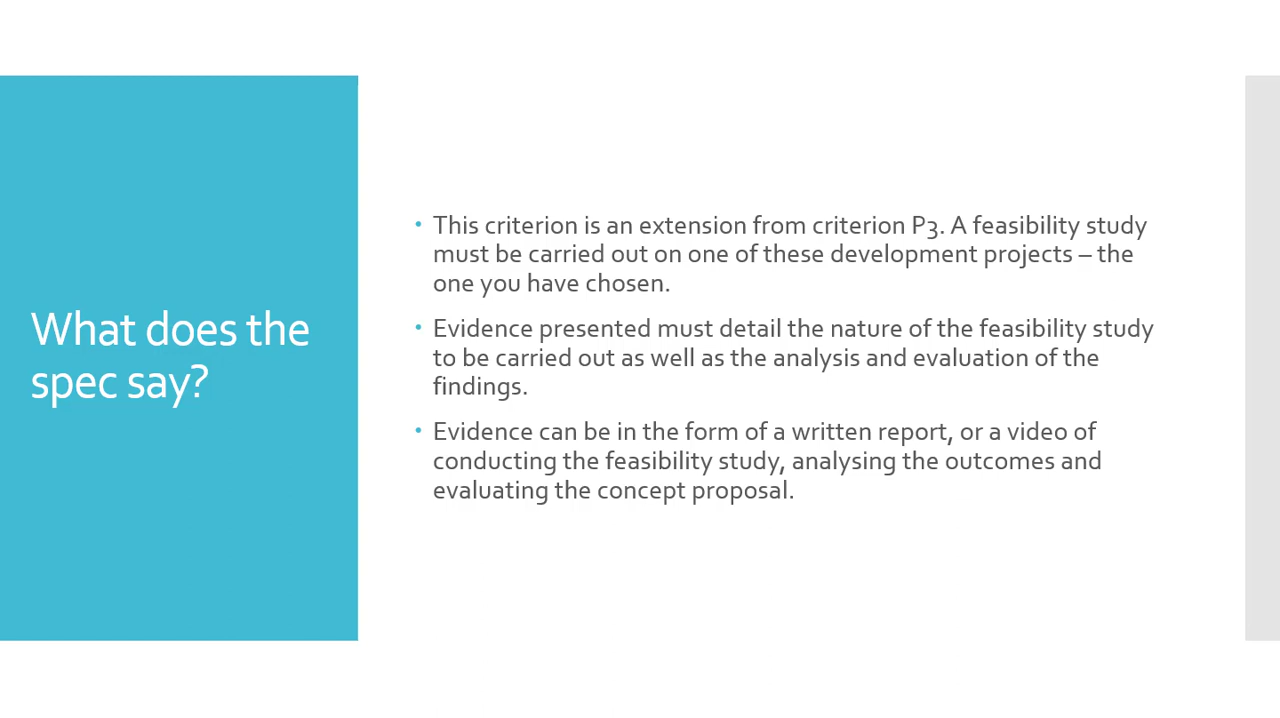 What does the
spec say?
• This criterion is an extension from criterion P3. A feasibility study
must be carried out on one of these development projects – the
one you have chosen.
• Evidence presented must detail the nature of the feasibility study
to be carried out as well as the analysis and evaluation of the
findings.
• Evidence can be in the form of a written report, or a video of
conducting the feasibility study, analysing the outcomes and
evaluating the concept proposal.